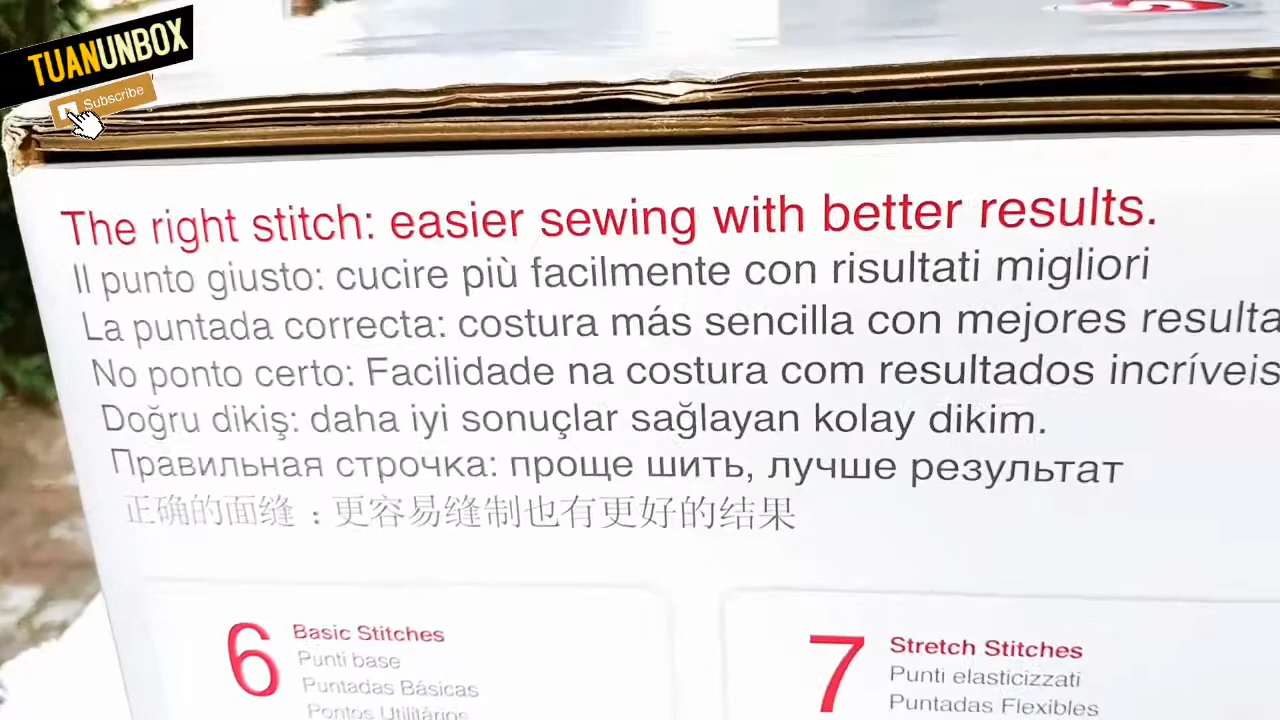 TUANUNBOX
Subscribe
The right stitch: easier sewing with better results.
Il punto giusto: cucire più facilmente con risultati migliori
La puntada correcta: costura más sencilla con mejores resulta
No ponto certo: Facilidade na costura com resultados incríveis
Doğru dikiş: daha iyi sonuçlar sağlayan kolay dikim.
Правильная строчка: проще шить, лучше результат
正确的面缝：更容易缝制也有更好的结果
6 Basic Stitches
Punti base
Puntadas Básicas
Pontos Utilitários
7 Stretch Stitches
Punti elasticizzati
Puntadas Flexibles